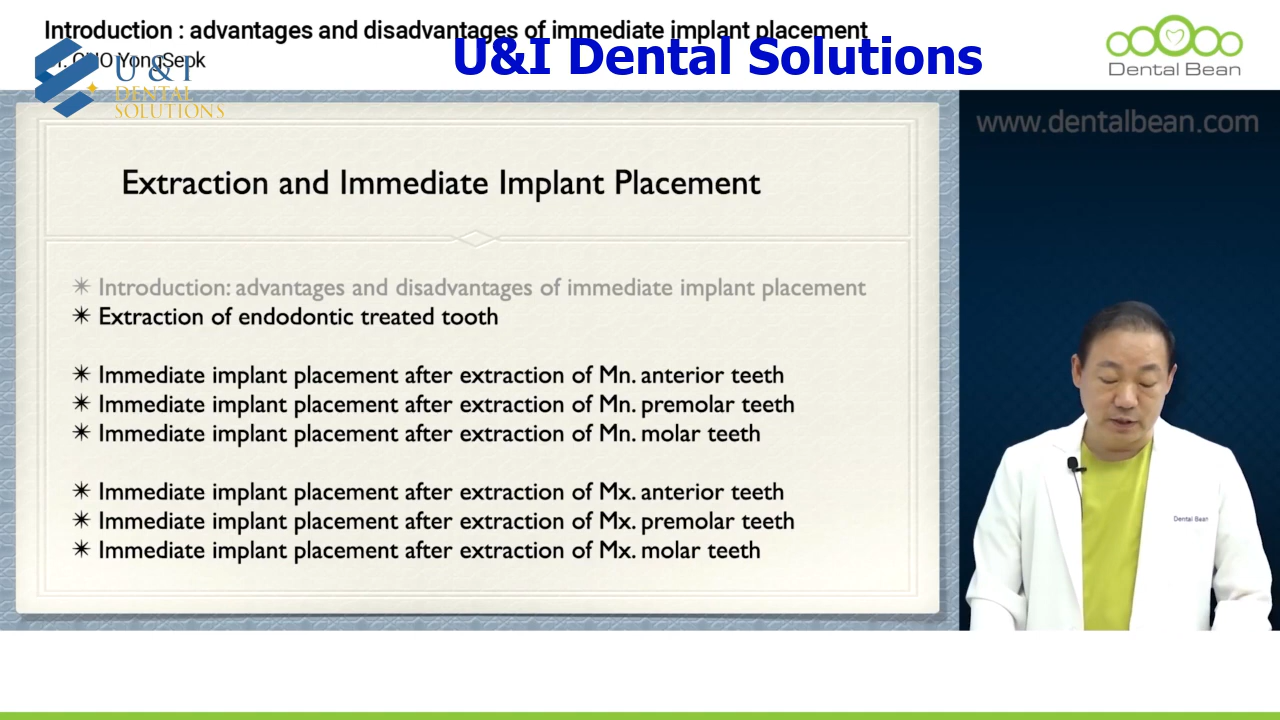 Introduction : advantages and disadvantages of immediate implant placement
YongSeok
U&I Dental Solutions
U & I
DENTAL
SOLUTIONS
Dental Bean
www.dentalbean.com
Extraction and Immediate Implant Placement
✴ Introduction: advantages and disadvantages of immediate implant placement
✴ Extraction of endodontic treated tooth
✴ Immediate implant placement after extraction of Mn. anterior teeth
✴ Immediate implant placement after extraction of Mn. premolar teeth
✴ Immediate implant placement after extraction of Mn. molar teeth
✴ Immediate implant placement after extraction of Mx. anterior teeth
✴ Immediate implant placement after extraction of Mx. premolar teeth
✴ Immediate implant placement after extraction of Mx. molar teeth
Dental Bean